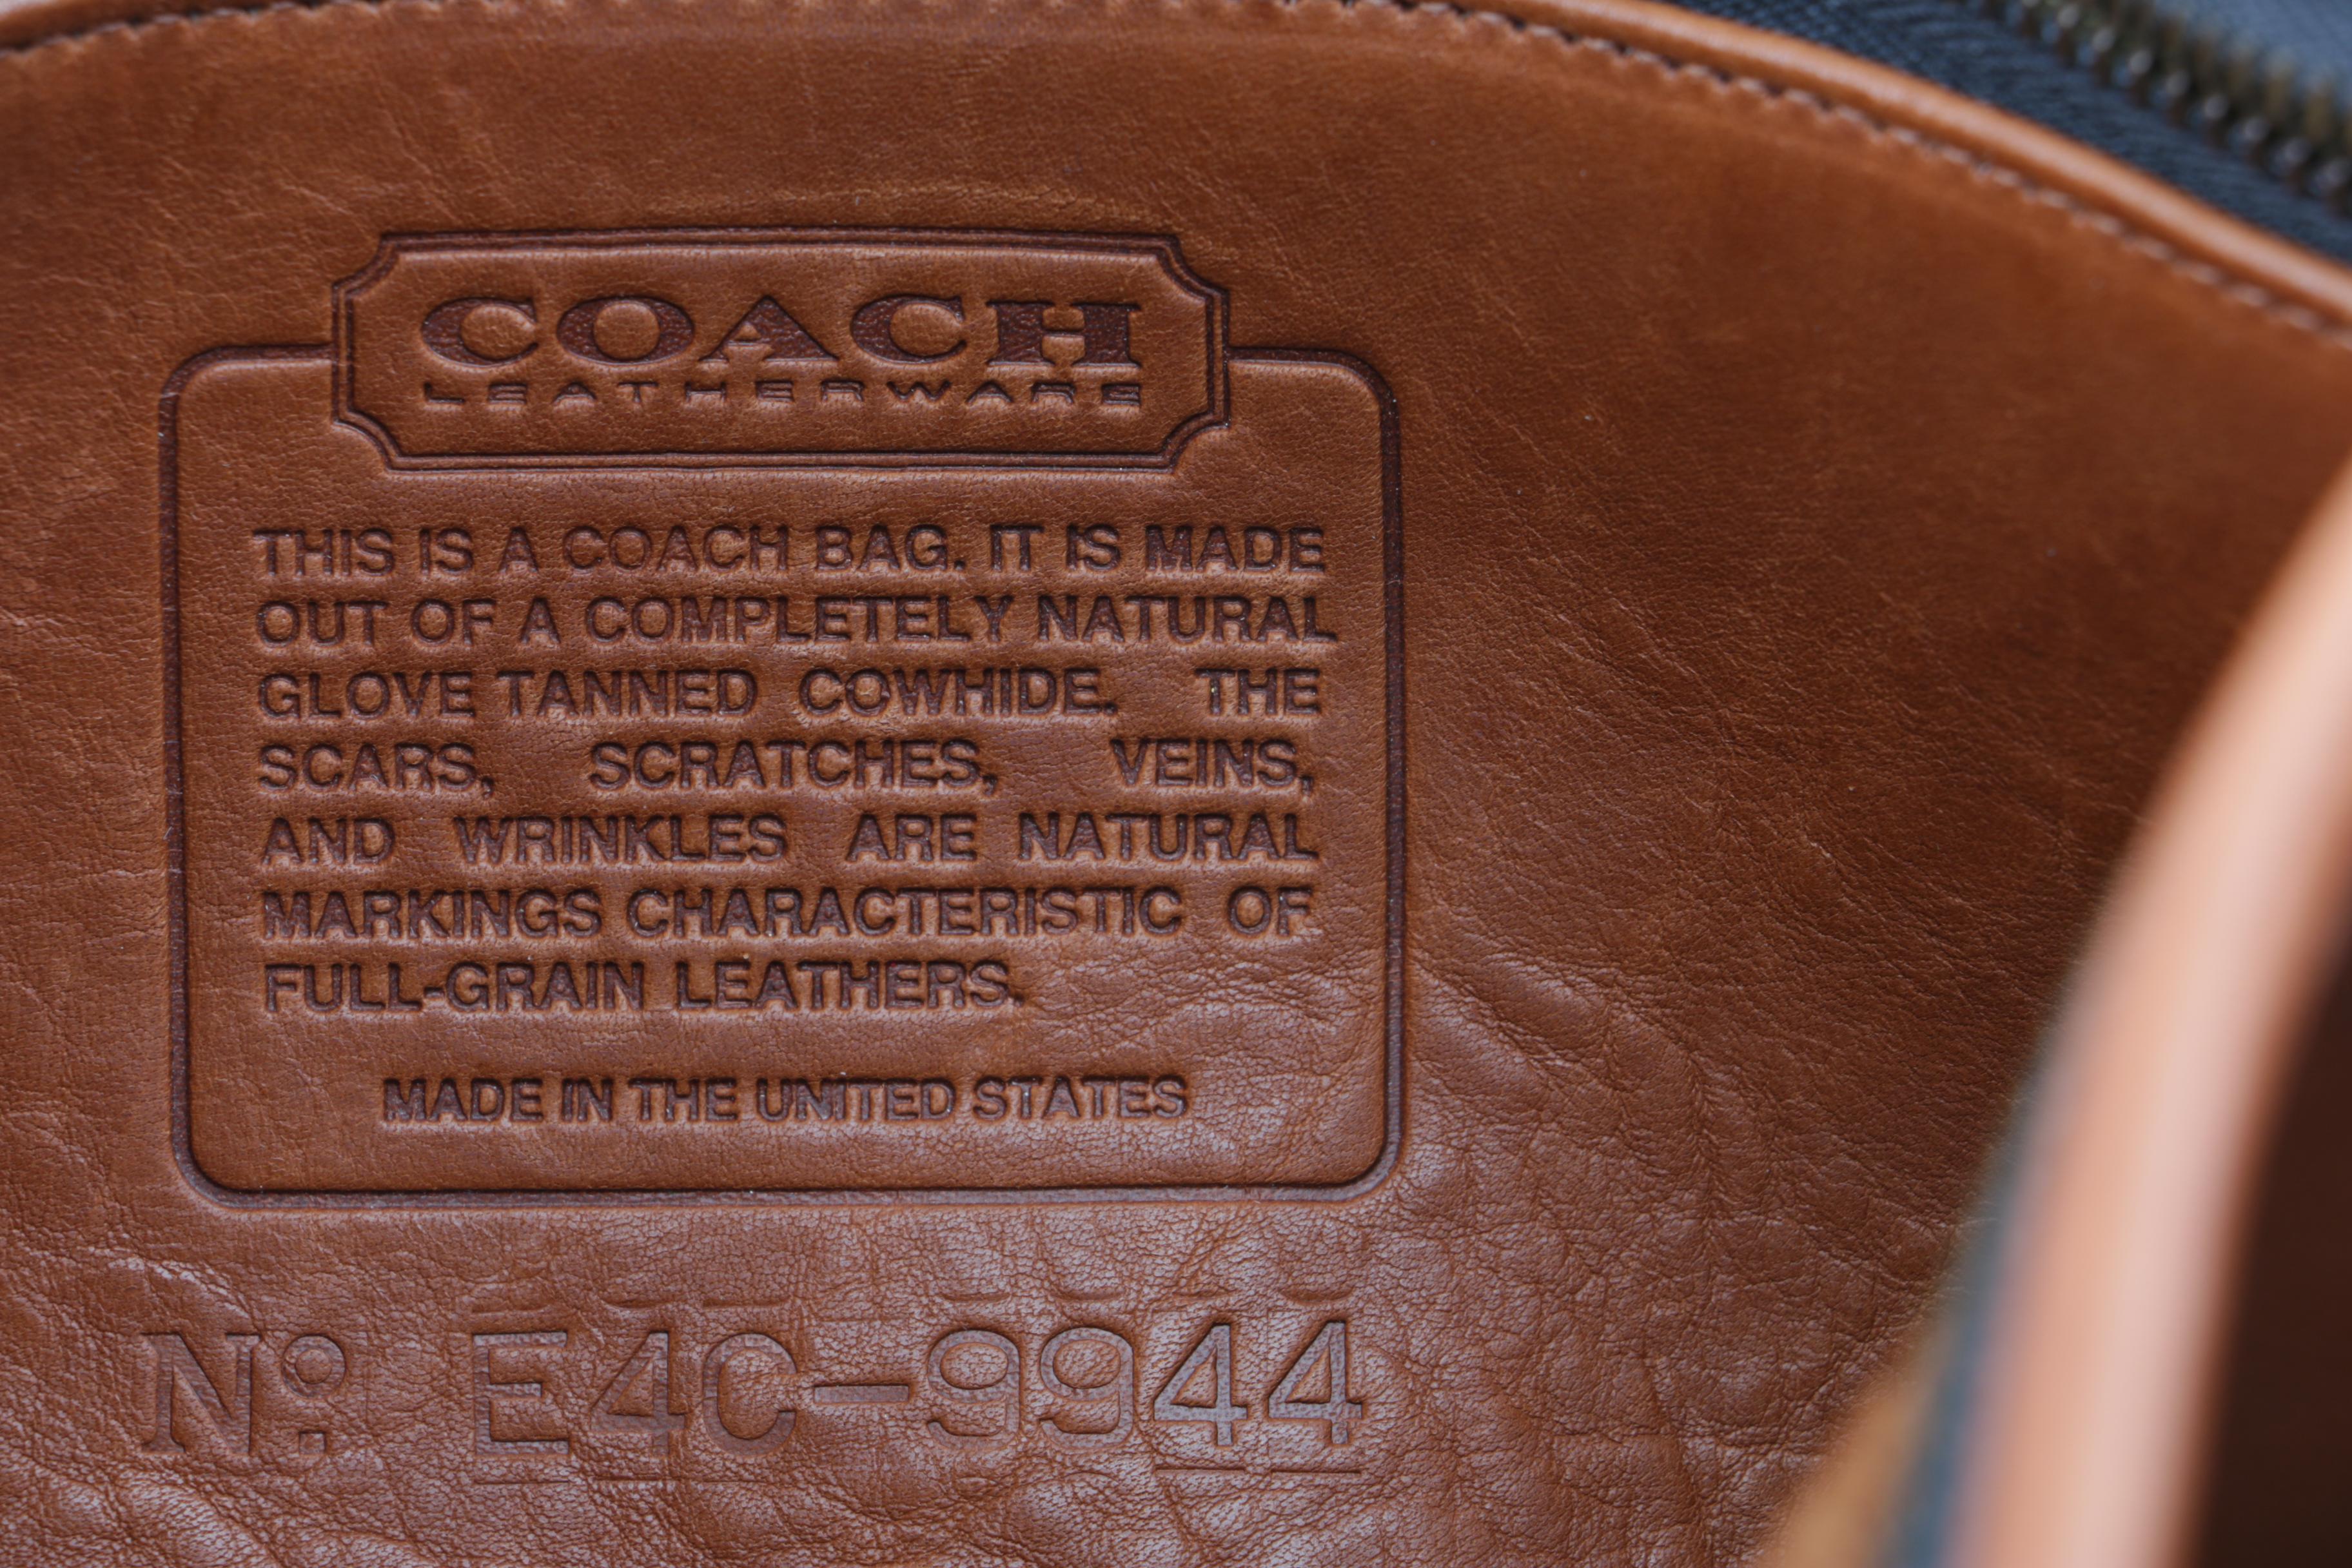 COACH
LEATHERWARE
THIS IS A COACH BAG. IT IS MADE
OUT OF A COMPLETELY NATURAL
GLOVE TANNED COWHIDE. THE
SCARS, SCRATCHES, VEINS,
AND WRINKLES ARE NATURAL
MARKINGS CHARACTERISTIC OF
FULL-GRAIN LEATHERS.
MADE IN THE UNITED STATES
Nº. E4C-9944